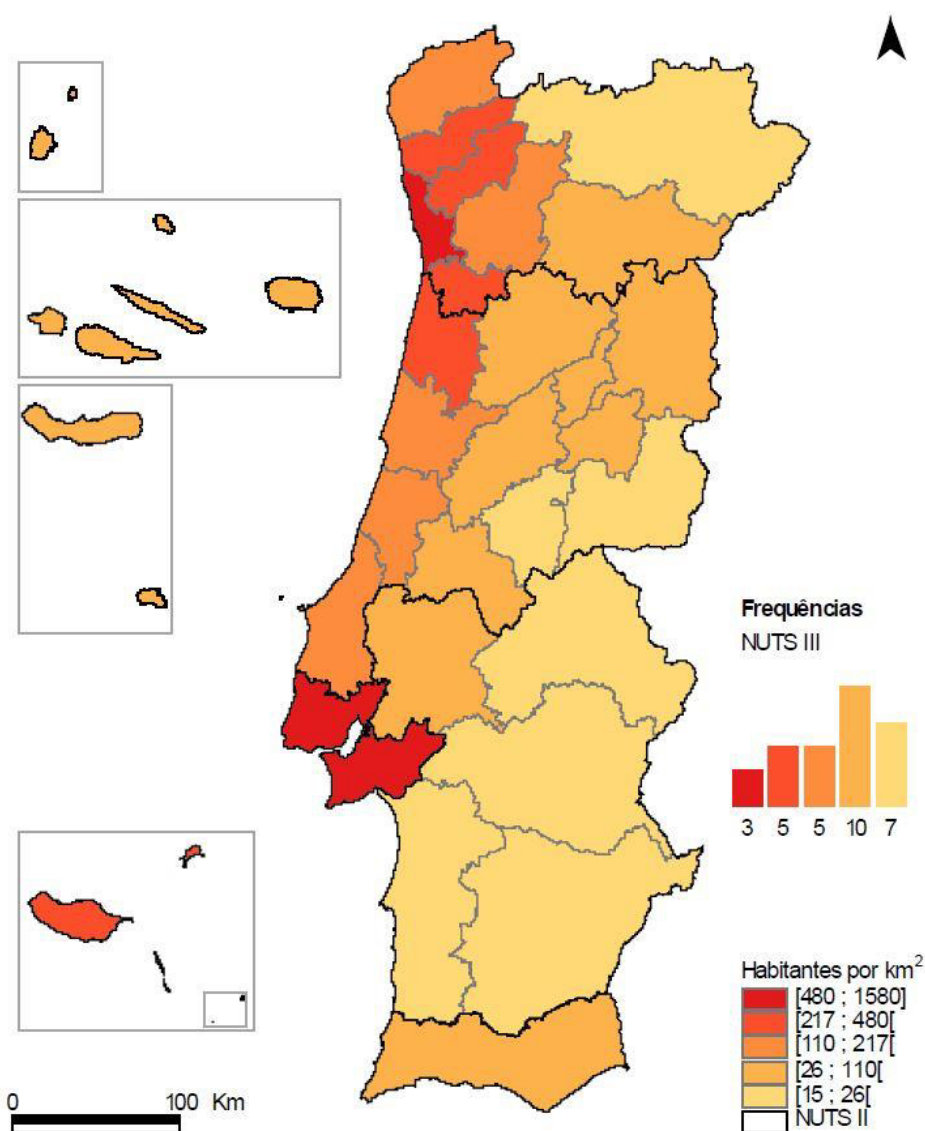 Frequências
NUTS III
3 5 5 10 7
Habitantes por km²
[480 ; 1580]
[217 ; 480[
[110 ; 217[
[26 ; 110[
[15 ; 26[
NUTS II
0 100 Km